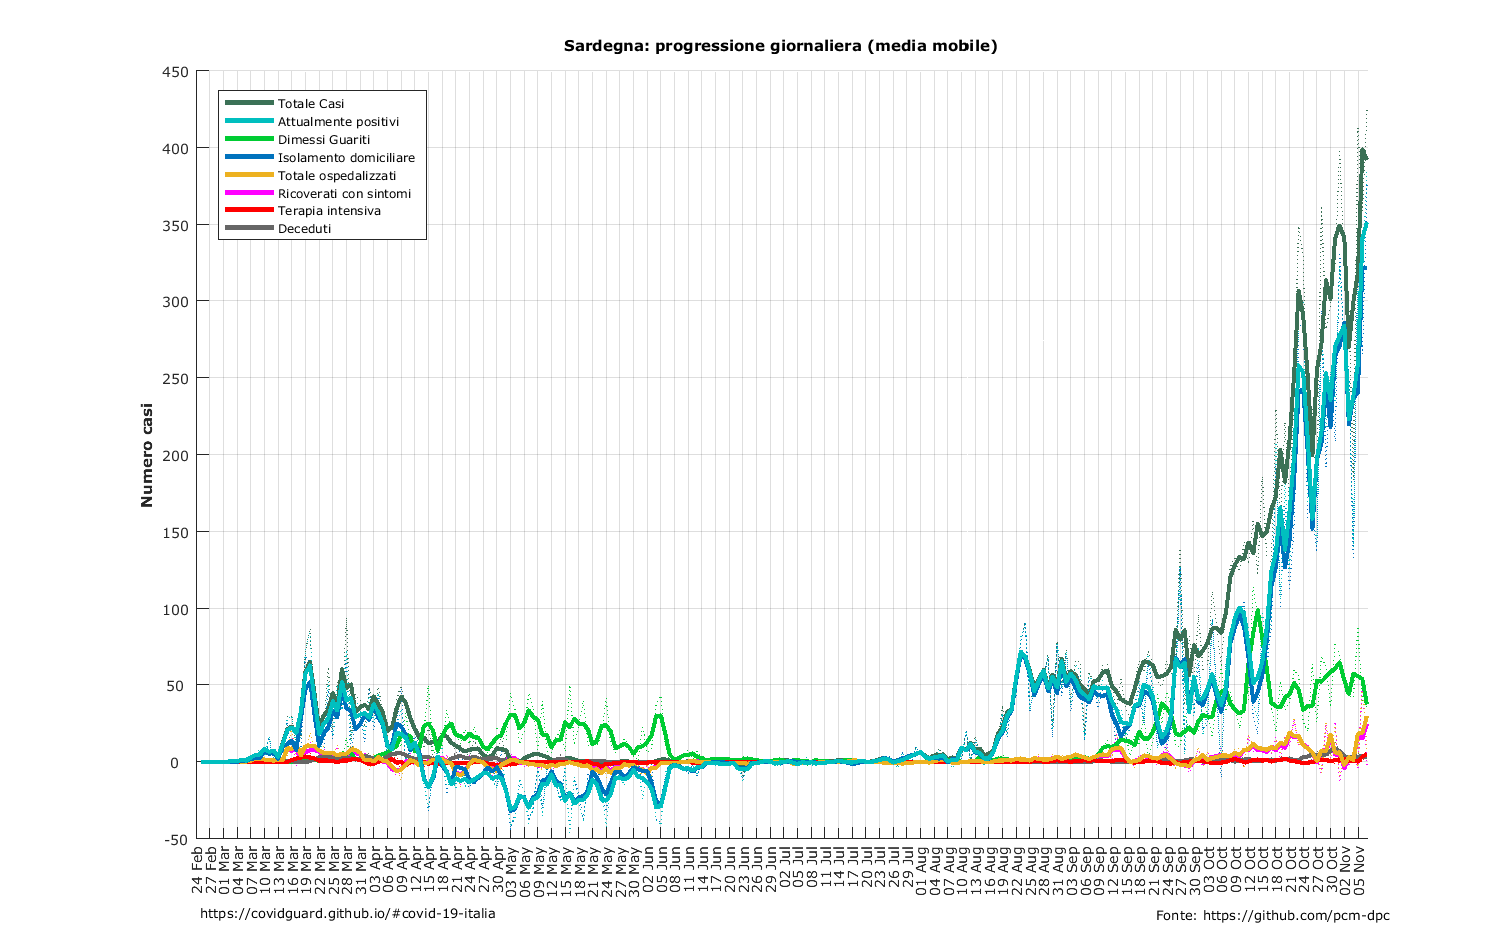 Sardegna: progressione giornaliera (media mobile)
450
400
350
300
250
200
150
100
50
0
-50
Numero casi
Totale Casi
Attualmente positivi
Dimessi Guariti
Isolamento domiciliare
Totale ospedalizzati
Ricoverati con sintomi
Terapia intensiva
Deceduti
24 Feb
27 Feb
01 Mar
04 Mar
07 Mar
10 Mar
13 Mar
16 Mar
19 Mar
22 Mar
25 Mar
28 Mar
31 Mar
03 Apr
06 Apr
09 Apr
12 Apr
15 Apr
18 Apr
21 Apr
24 Apr
27 Apr
30 Apr
03 May
06 May
09 May
12 May
15 May
18 May
21 May
24 May
27 May
30 May
02 Jun
05 Jun
08 Jun
11 Jun
14 Jun
17 Jun
20 Jun
23 Jun
26 Jun
29 Jun
02 Jul
05 Jul
08 Jul
11 Jul
14 Jul
17 Jul
20 Jul
23 Jul
26 Jul
29 Jul
01 Aug
04 Aug
07 Aug
10 Aug
13 Aug
16 Aug
19 Aug
22 Aug
25 Aug
28 Aug
31 Aug
03 Sep
06 Sep
09 Sep
12 Sep
15 Sep
18 Sep
21 Sep
24 Sep
27 Sep
30 Sep
03 Oct
06 Oct
09 Oct
12 Oct
15 Oct
18 Oct
21 Oct
24 Oct
27 Oct
30 Oct
02 Nov
05 Nov
https://covidguard.github.io/#covid-19-italia
Fonte: https://github.com/pcm-dpc